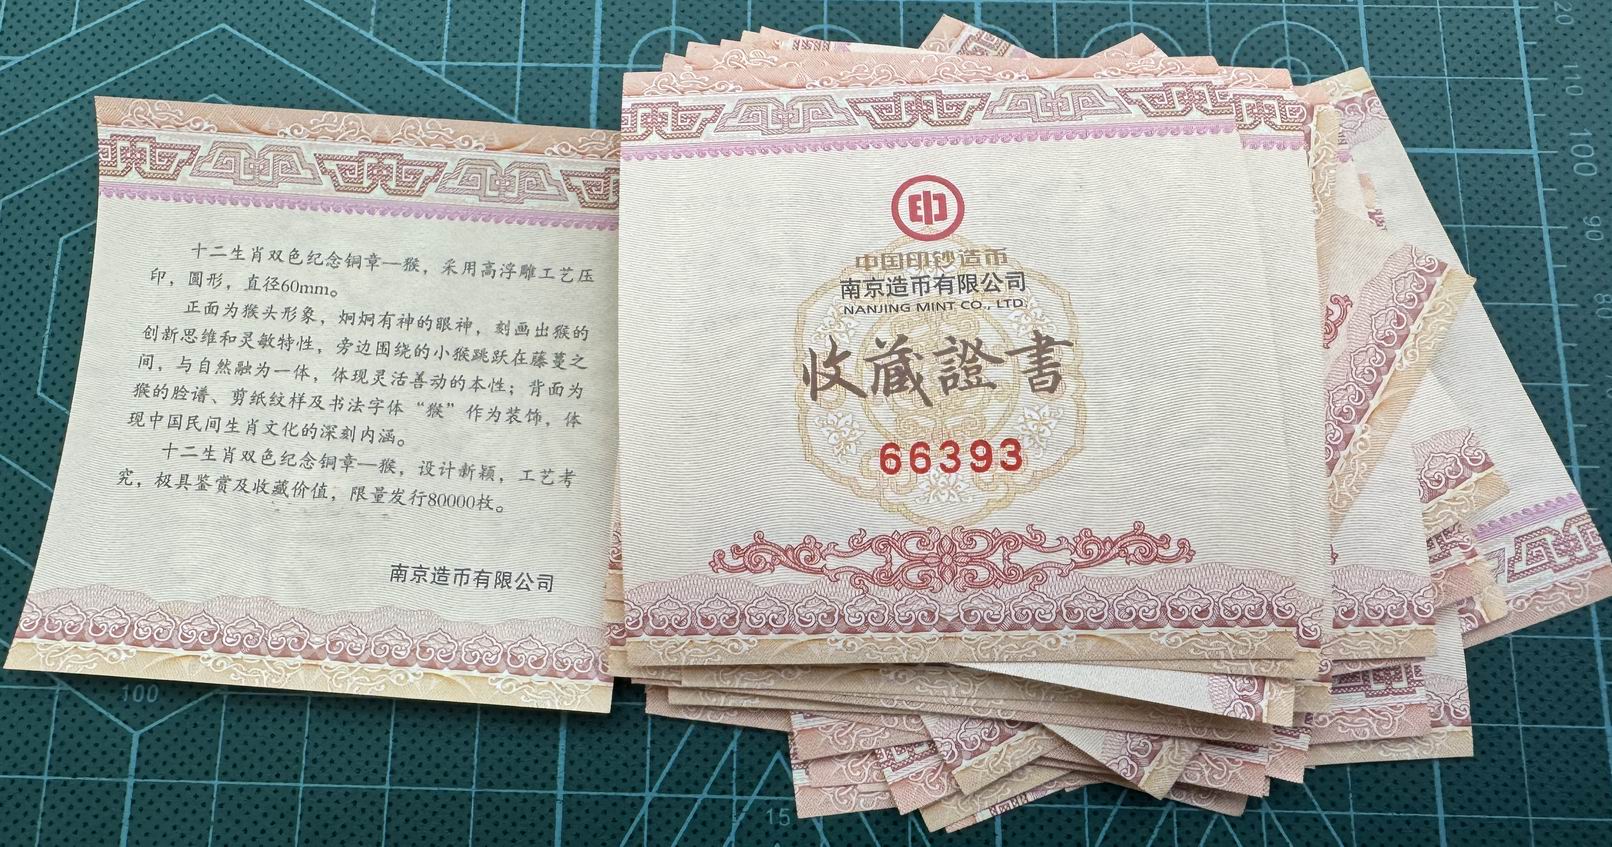 十二生肖双色纪念铜章—猴，采用高浮雕工艺压
印，圆形，直径60mm。
正面为猴头形象，炯炯有神的眼神，刻画出猴的
创新思维和灵敏特性，旁边围绕的小猴跳跃在藤蔓之
间，与自然融为一体，体现灵活善动的本性；背面为
猴的脸谱、剪纸纹样及书法字体“猴”作为装饰，体
现中国民间生肖文化的深刻内涵。
十二生肖双色纪念铜章—猴，设计新颖，工艺考
究，极具鉴赏及收藏价值，限量发行80000枚。
南京造币有限公司
印
中国印钞造币
南京造币有限公司
NANJING MINT CO., LTD.
收藏證書
66393
120
110
100
90
80
100
15